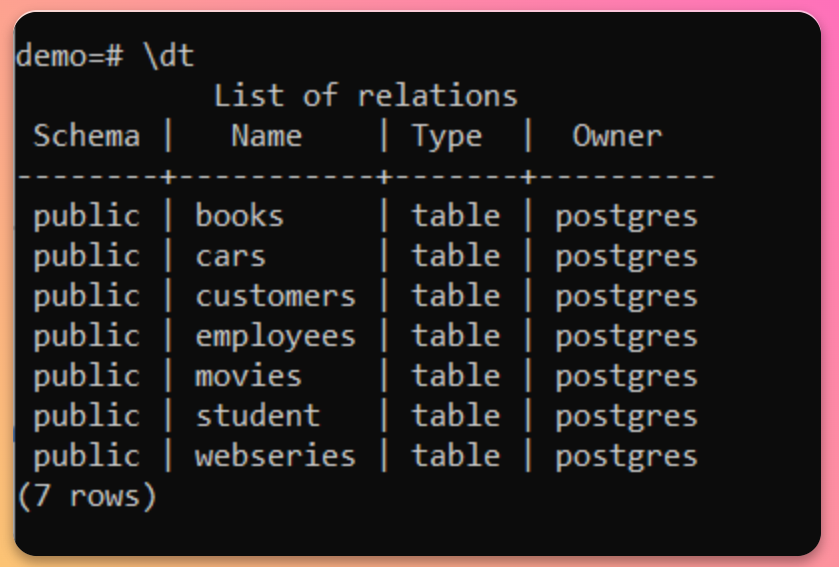 demo=# \dt
List of relations
Schema | Name | Type | Owner
--------+-----------+-------+----------
public | books | table | postgres
public | cars | table | postgres
public | customers | table | postgres
public | employees | table | postgres
public | movies | table | postgres
public | student | table | postgres
public | webseries | table | postgres
(7 rows)